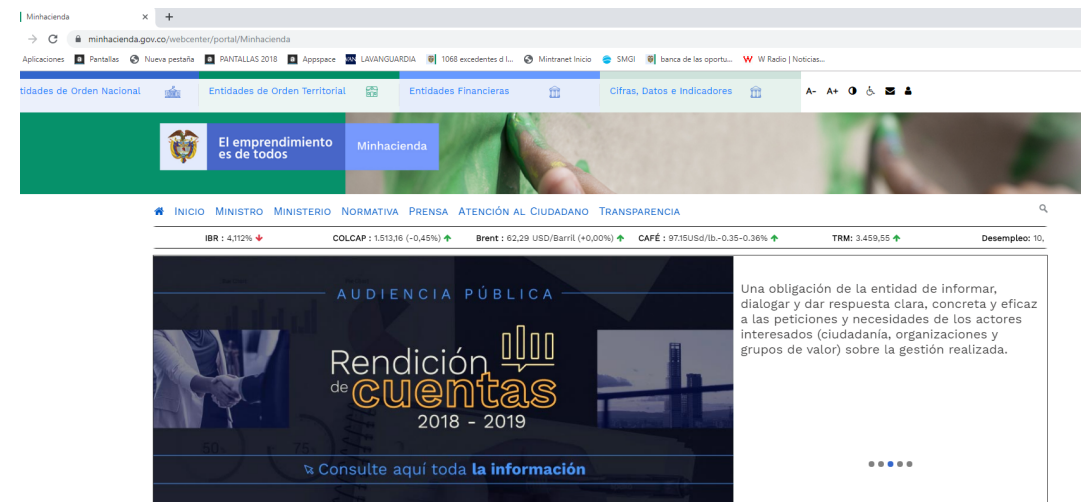 Minhacienda
minhacienda.gov.co/webcenter/portal/Minhacienda
Aplicaciones Pantallas Nueva pestaña PANTALLAS 2018 Appspace LAVANGUARDIA 1068 excedentes d l... Mintranet Inicio SMGI banca de las oportu... W Radio | Noticias...
tidades de Orden Nacional Entidades de Orden Territorial Entidades Financieras Cifras, Datos e Indicadores A- A+
El emprendimiento
es de todos
Minhacienda
INICIO MINISTRO MINISTERIO NORMATIVA PRENSA ATENCIÓN AL CIUDADANO TRANSPARENCIA
IBR : 4,112% COLCAP : 1.513,16 (-0,45%) Brent : 62,29 USD/Barril (+0,00%) CAFÉ : 97.15USd/lb.-0.35-0.36% TRM: 3.459,55 Desempleo: 10,
AUDIENCIA PÚBLICA
Rendición
de cuentas
2018 - 2019
Consulte aquí toda la información
Una obligación de la entidad de informar,
dialogar y dar respuesta clara, concreta y eficaz
a las peticiones y necesidades de los actores
interesados (ciudadanía, organizaciones y
grupos de valor) sobre la gestión realizada.